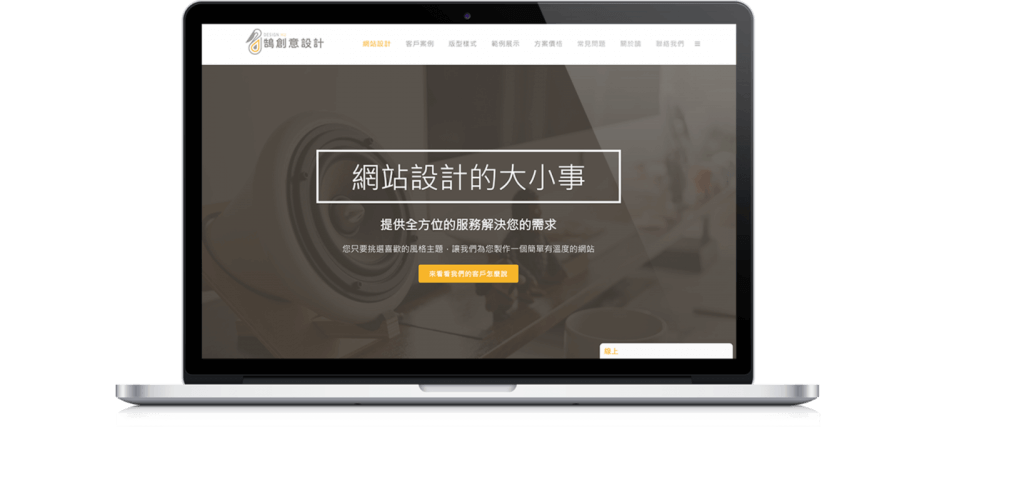 鵠創意設計
網站設計 客戶案例 版型樣式 範例展示 方案價格 常見問題 關於鵠 聯絡我們
網站設計的大小事
提供全方位的服務解決您的需求
您只要挑選喜歡的風格主題，讓我們為您製作一個簡單有溫度的網站
來看看我們的客戶怎麼說
線上